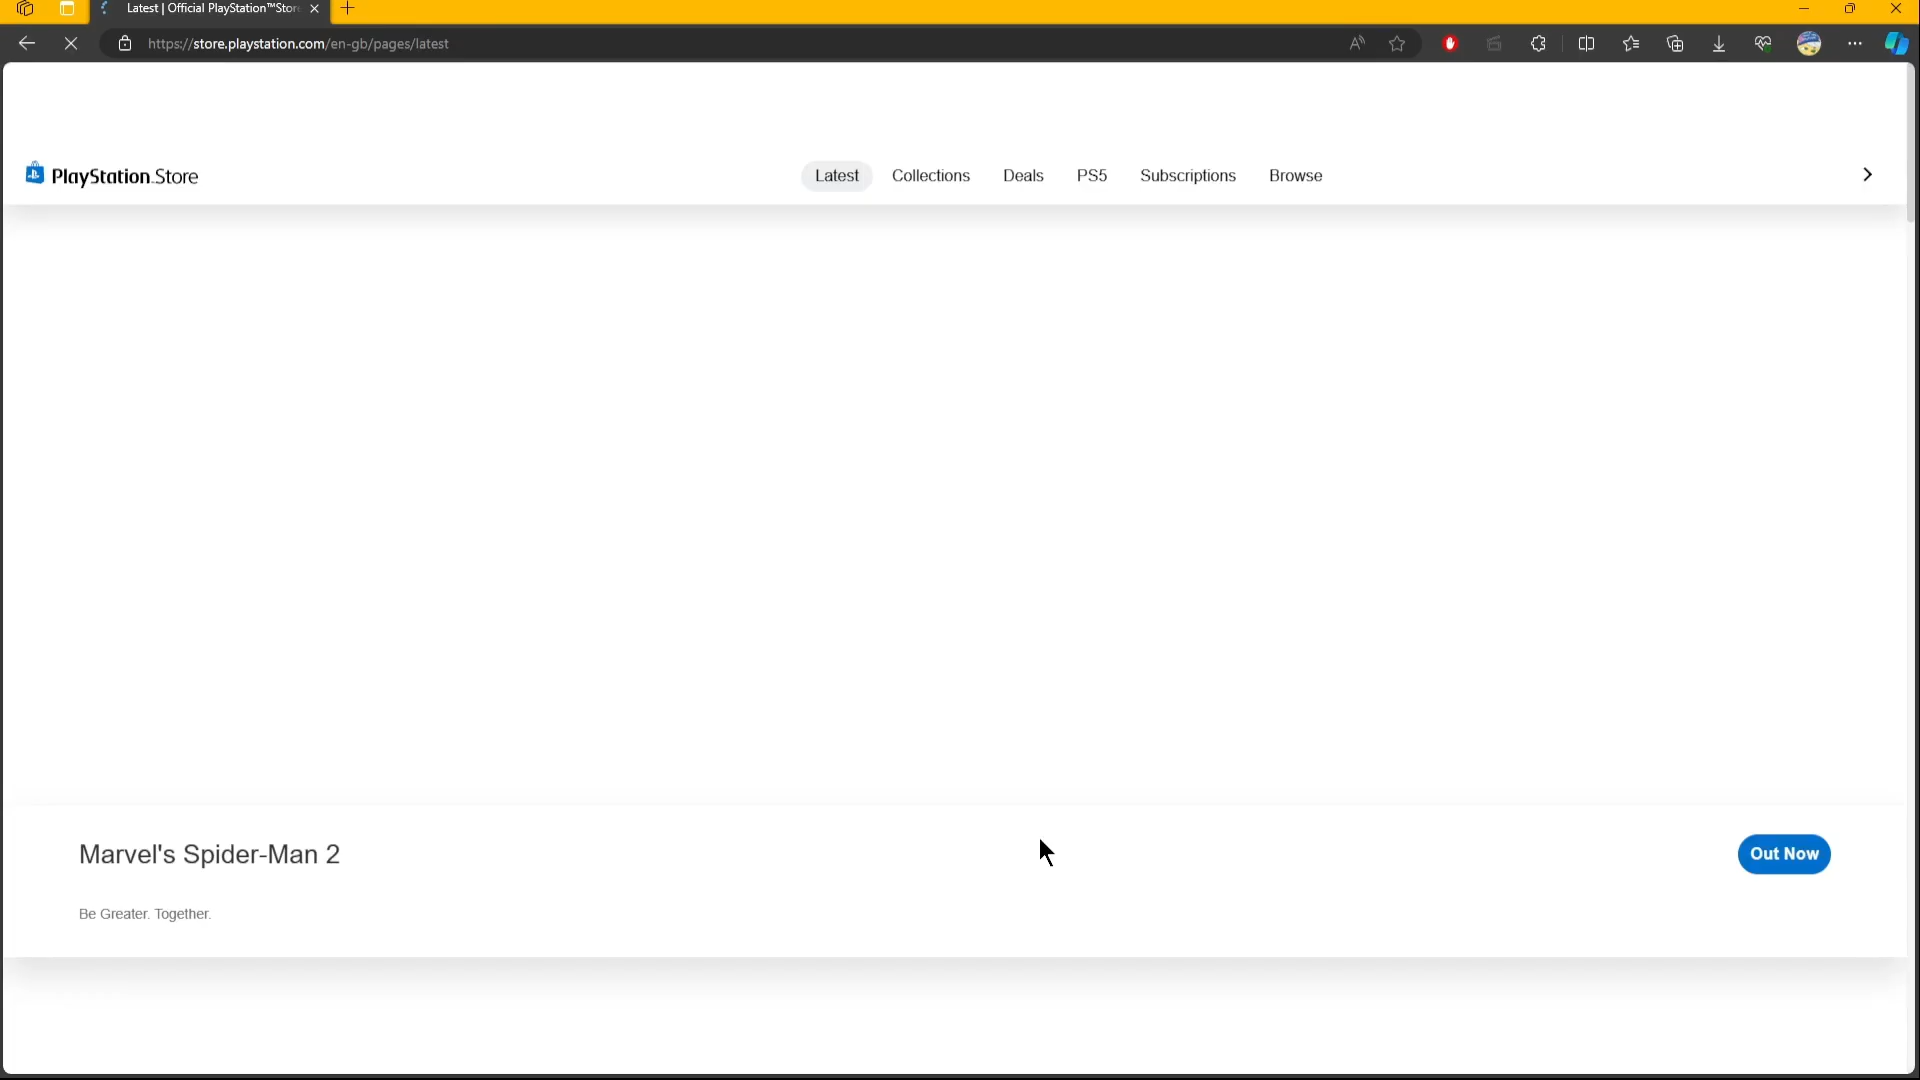 Latest | Official PlayStation™Stor
https://store.playstation.com/en-gb/pages/latest
PlayStation.Store
Latest
Collections
Deals
PS5
Subscriptions
Browse
Marvel's Spider-Man 2
Out Now
Be Greater. Together.